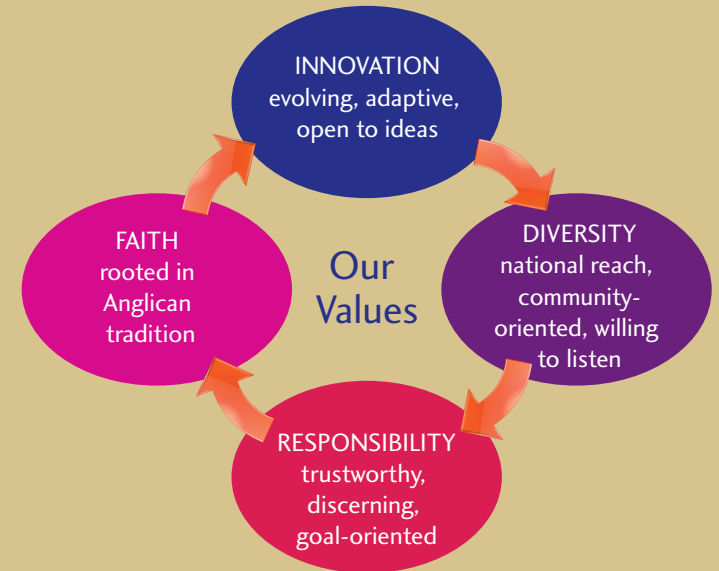 INNOVATION
evolving, adaptive,
open to ideas
FAITH
rooted in
Anglican
tradition
Our
Values
DIVERSITY
national reach,
community-
oriented, willing
to listen
RESPONSIBILITY
trustworthy,
discerning,
goal-oriented